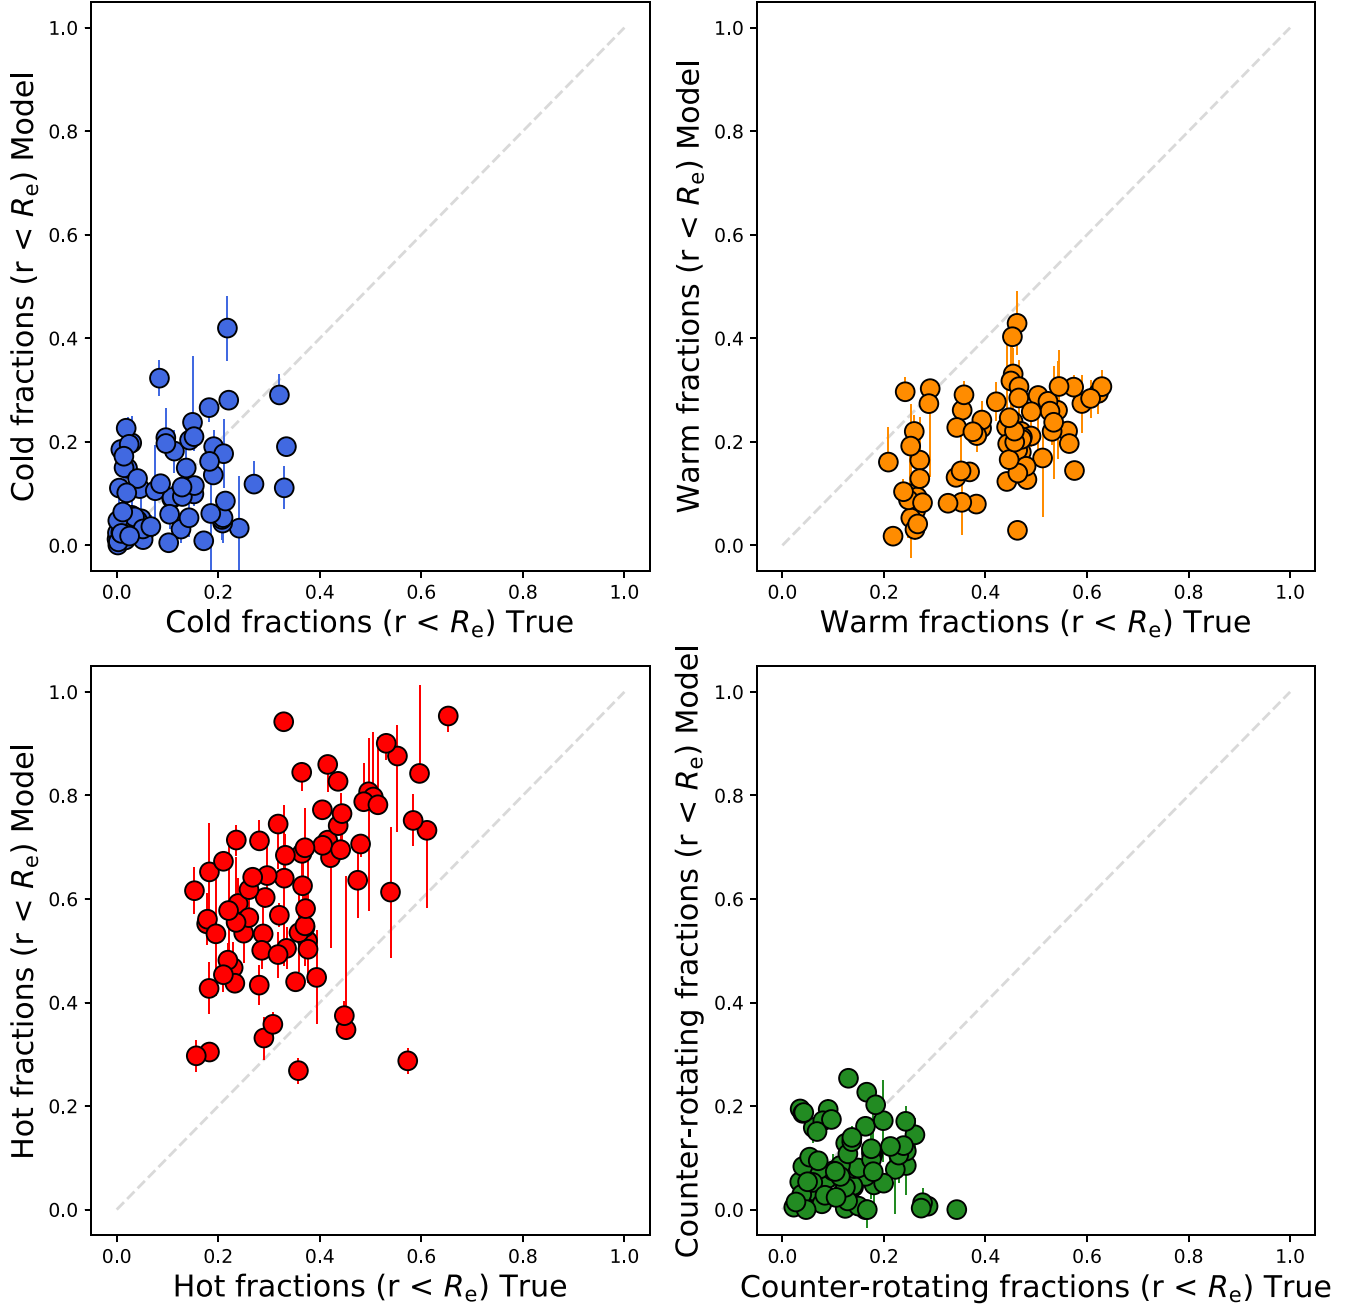 Cold fractions (r < Rₑ) Model
1.0
0.8
0.6
0.4
0.2
0.0
0.0 0.2 0.4 0.6 0.8 1.0
Cold fractions (r < Rₑ) True
Warm fractions (r < Rₑ) Model
1.0
0.8
0.6
0.4
0.2
0.0
0.0 0.2 0.4 0.6 0.8 1.0
Warm fractions (r < Rₑ) True
Hot fractions (r < Rₑ) Model
1.0
0.8
0.6
0.4
0.2
0.0
0.0 0.2 0.4 0.6 0.8 1.0
Hot fractions (r < Rₑ) True
Counter-rotating fractions (r < Rₑ) Model
1.0
0.8
0.6
0.4
0.2
0.0
0.0 0.2 0.4 0.6 0.8 1.0
Counter-rotating fractions (r < Rₑ) True